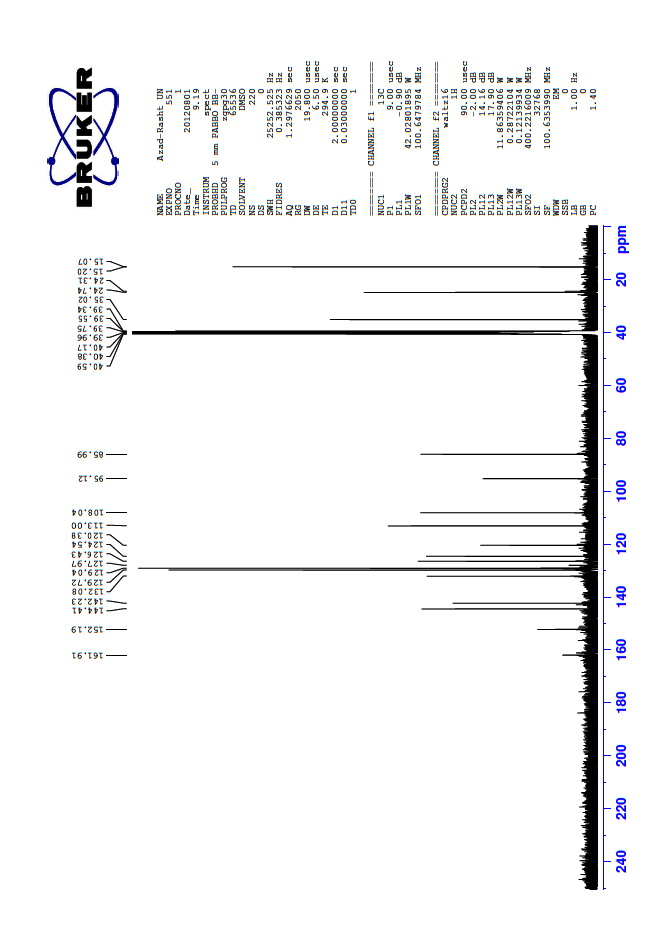 BRUKER
NAME Azad-Rasht UN
EXPNO 551
PROCNO 1
Date_ 20120801
Time 9.19
INSTRUM spect
PROBHD 5 mm PABBO BB-
PULPROG zgpg30
TD 65536
SOLVENT DMSO
NS 220
DS 0
SWH 25252.525 Hz
FIDRES 0.385323 Hz
AQ 1.2976629 sec
RG 2050
DW 19.800 usec
DE 6.50 usec
TE 294.9 K
D1 2.00000000 sec
D11 0.03000000 sec
TD0 1
======== CHANNEL f1 ========
NUC1 13C
P1 9.00 usec
PL1 -0.90 dB
PL1W 42.02801895 W
SFO1 100.6479784 MHz
======== CHANNEL f2 ========
CPDPRG2 waltz16
NUC2 1H
PCPD2 90.00 usec
PL2 -2.00 dB
PL12 14.16 dB
PL13 17.90 dB
PL2W 11.86359406 W
PL12W 0.28722104 W
PL13W 0.12139934 W
SFO2 400.2216009 MHz
SI 32768
SF 100.6353990 MHz
WDW EM
SSB 0
LB 1.00 Hz
GB 0
PC 1.40
161.91
152.19
144.41
142.23
132.08
129.72
129.04
127.97
126.43
124.54
120.38
113.00
108.04
95.12
85.99
40.59
40.38
40.17
39.96
39.75
39.55
39.34
35.02
24.74
24.31
15.20
15.07
240 220 200 180 160 140 120 100 80 60 40 20 ppm